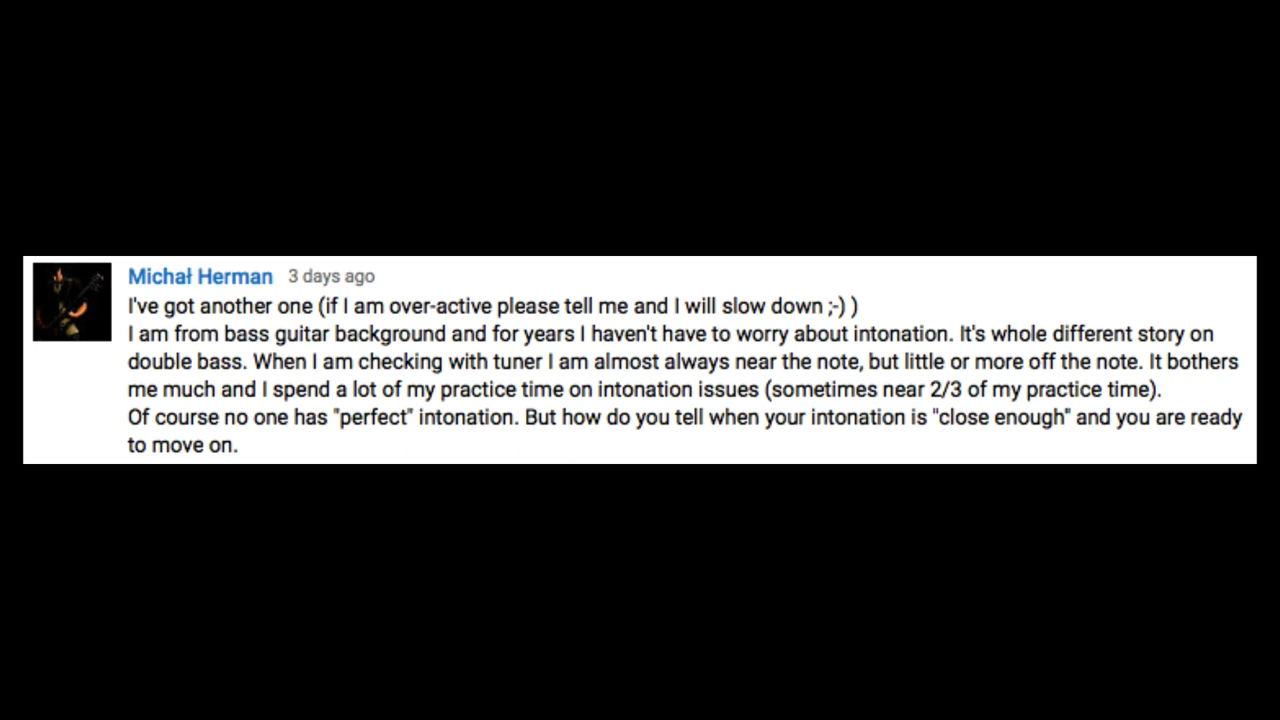 Michał Herman 3 days ago
I've got another one (if I am over-active please tell me and I will slow down ;-) )
I am from bass guitar background and for years I haven't have to worry about intonation. It's whole different story on
double bass. When I am checking with tuner I am almost always near the note, but little or more off the note. It bothers
me much and I spend a lot of my practice time on intonation issues (sometimes near 2/3 of my practice time).
Of course no one has "perfect" intonation. But how do you tell when your intonation is "close enough" and you are ready
to move on.